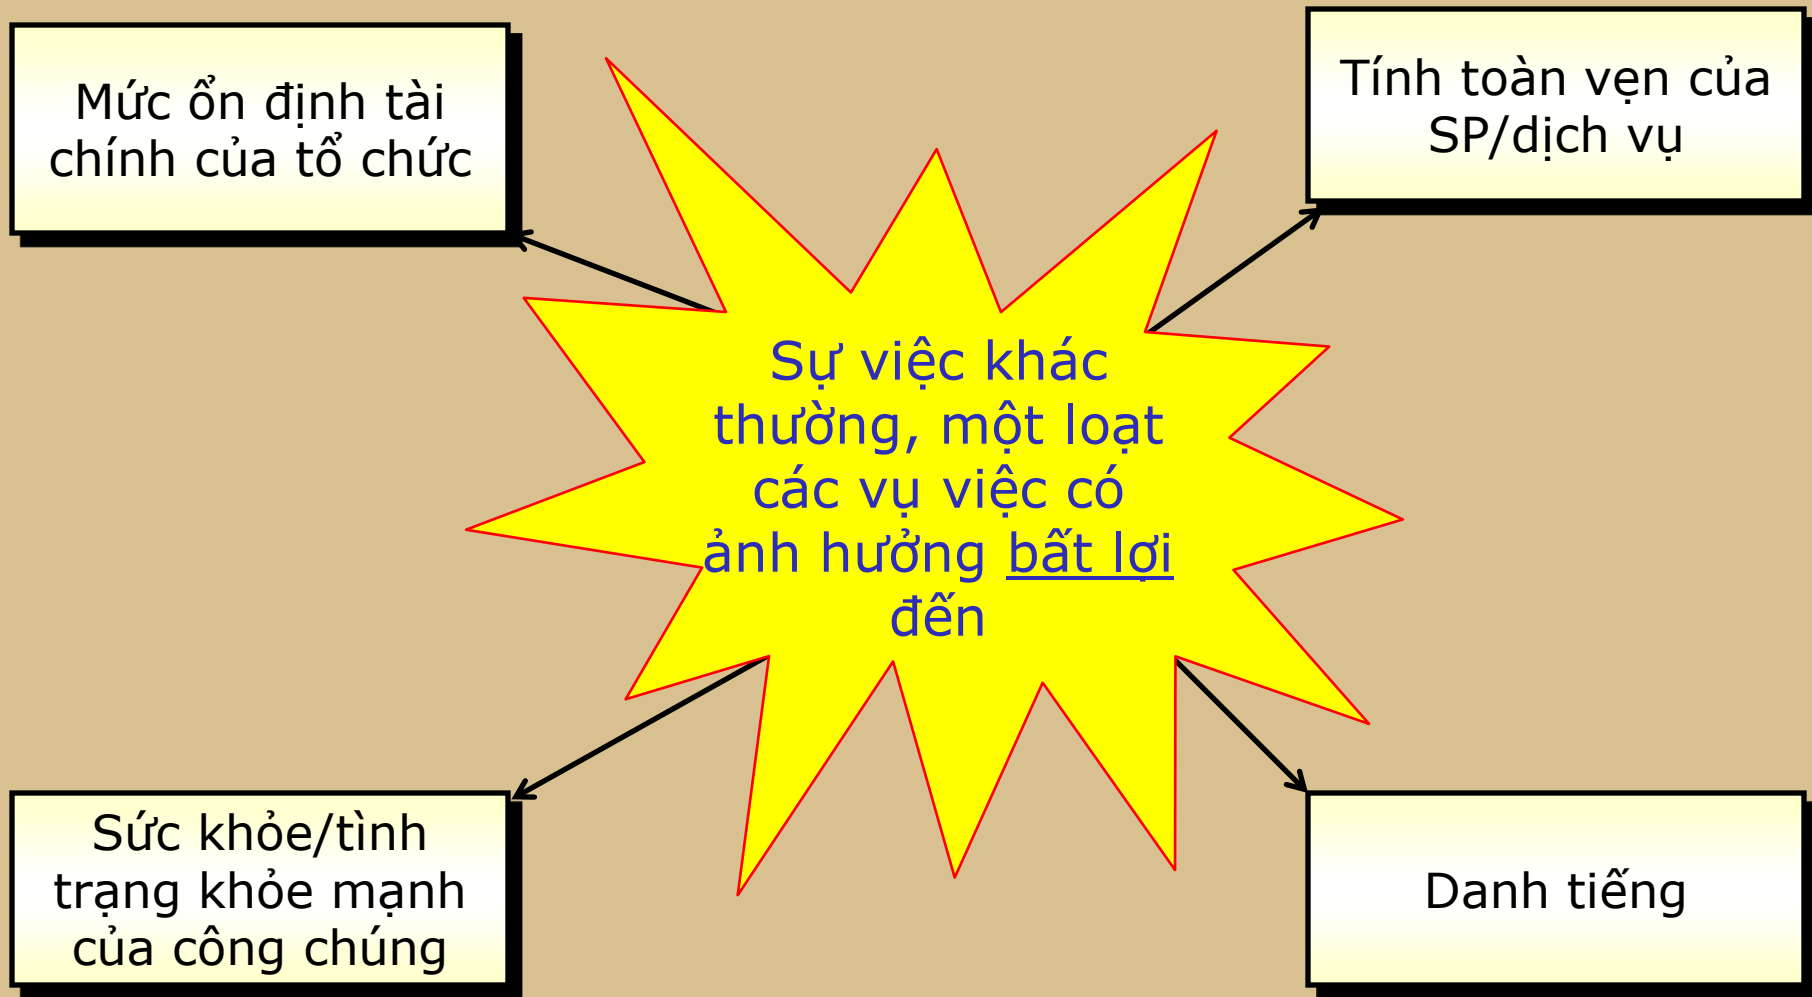 Mức ổn định tài
chính của tổ chức
Tính toàn vẹn của
SP/dịch vụ
Sự việc khác
thường, một loạt
các vụ việc có
ảnh hưởng bất lợi
đến
Sức khỏe/tình
trạng khỏe mạnh
của công chúng
Danh tiếng